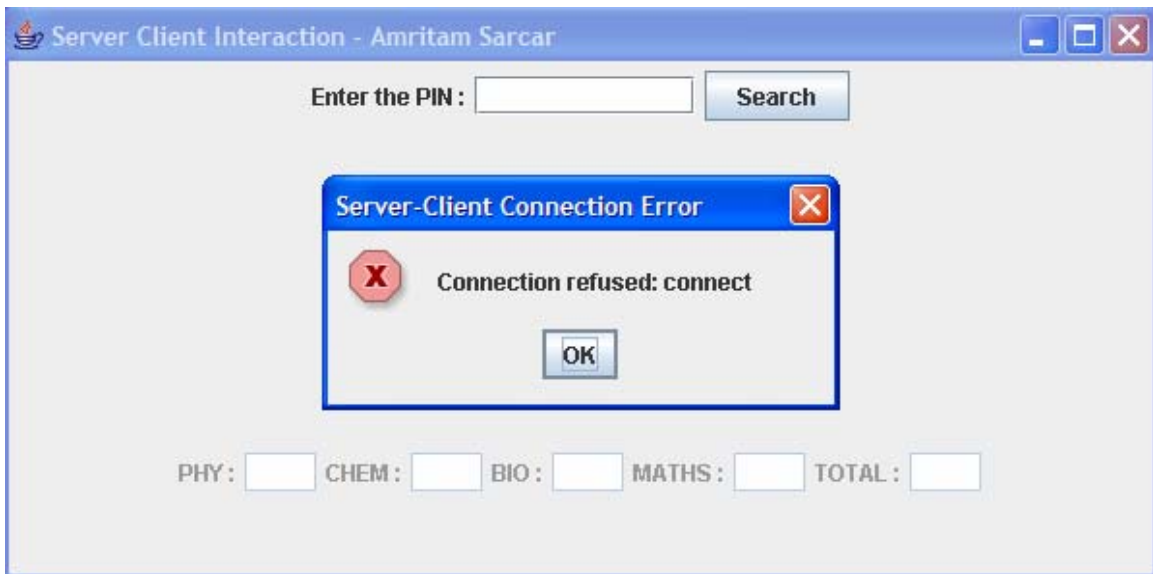 Server Client Interaction - Amritam Sarcar
Enter the PIN : Search
Server-Client Connection Error
X Connection refused: connect
OK
PHY : CHEM : BIO : MATHS : TOTAL :